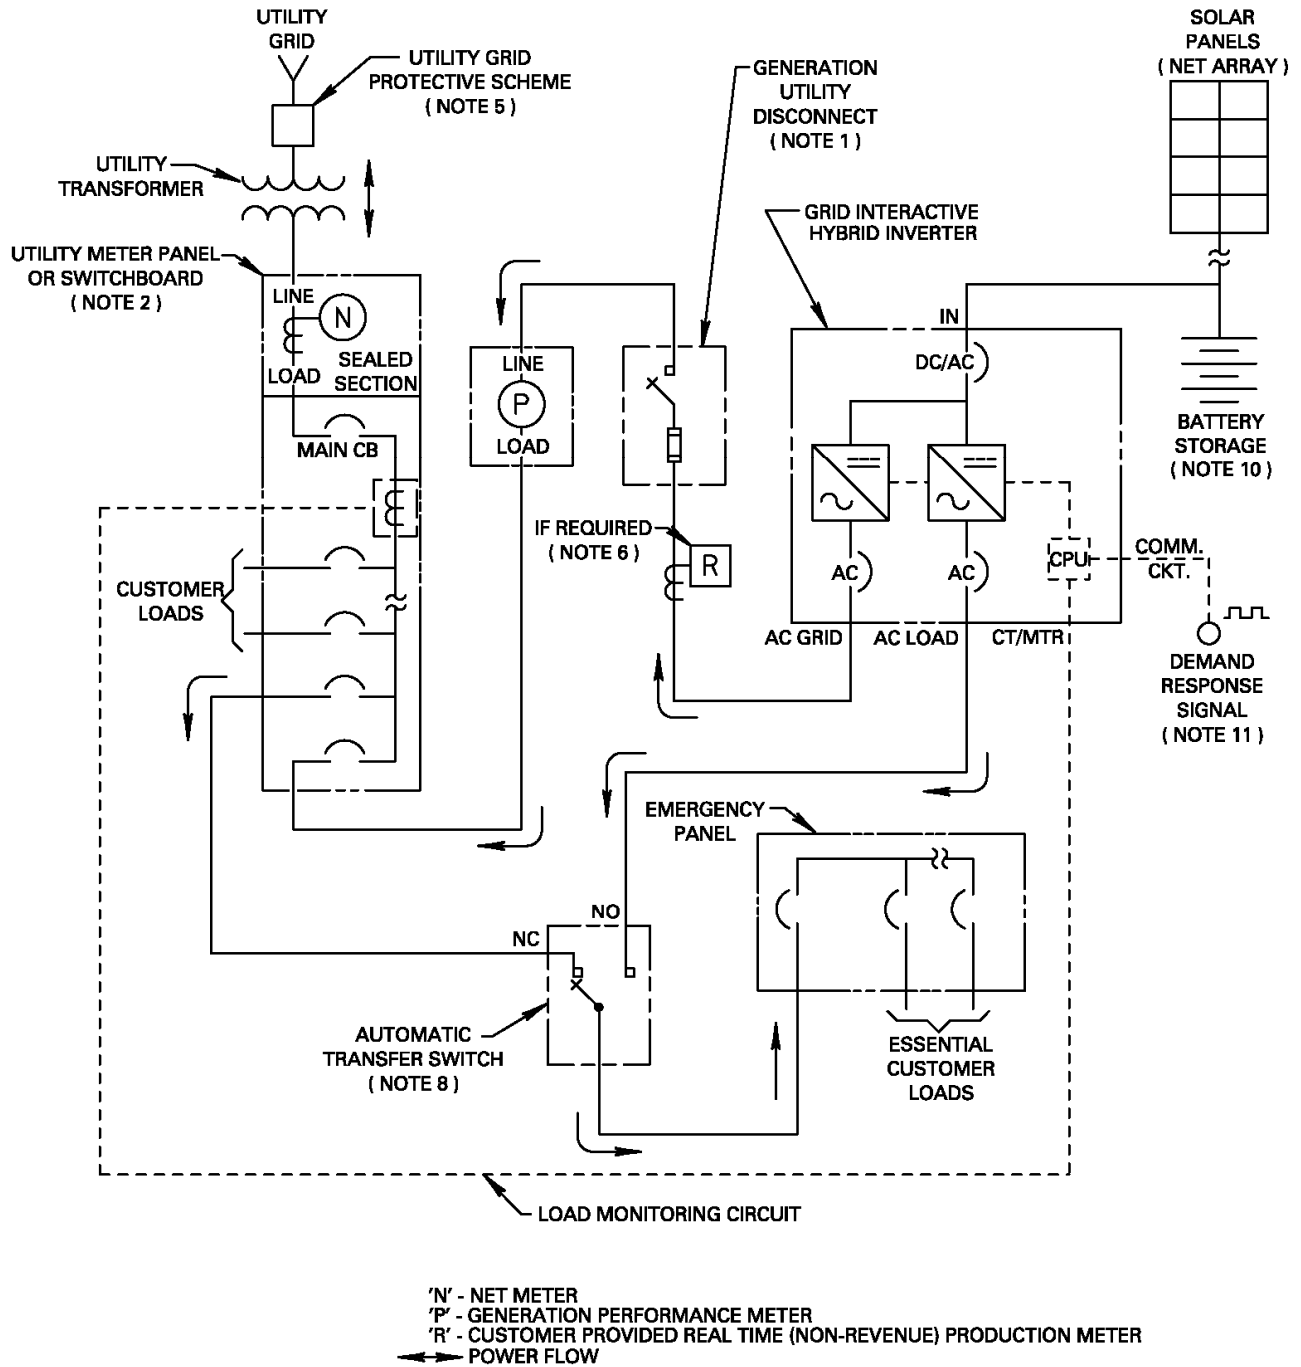 UTILITY
GRID
UTILITY GRID
PROTECTIVE SCHEME
( NOTE 5 )
GENERATION
UTILITY
DISCONNECT
( NOTE 1 )
SOLAR
PANELS
( NET ARRAY )
UTILITY
TRANSFORMER
GRID INTERACTIVE
HYBRID INVERTER
UTILITY METER PANEL
OR SWITCHBOARD
( NOTE 2 )
LINE
N
SEALED
SECTION
LOAD
MAIN CB
LINE
P
LOAD
IN
DC/AC
BATTERY
STORAGE
( NOTE 10 )
IF REQUIRED
( NOTE 6 )
R
AC
AC
CPU
COMM.
CKT.
CUSTOMER
LOADS
AC GRID
AC LOAD
CT/MTR
DEMAND
RESPONSE
SIGNAL
( NOTE 11 )
EMERGENCY
PANEL
NO
NC
AUTOMATIC
TRANSFER SWITCH
( NOTE 8 )
ESSENTIAL
CUSTOMER
LOADS
LOAD MONITORING CIRCUIT
'N' - NET METER
'P' - GENERATION PERFORMANCE METER
'R' - CUSTOMER PROVIDED REAL TIME (NON-REVENUE) PRODUCTION METER
POWER FLOW